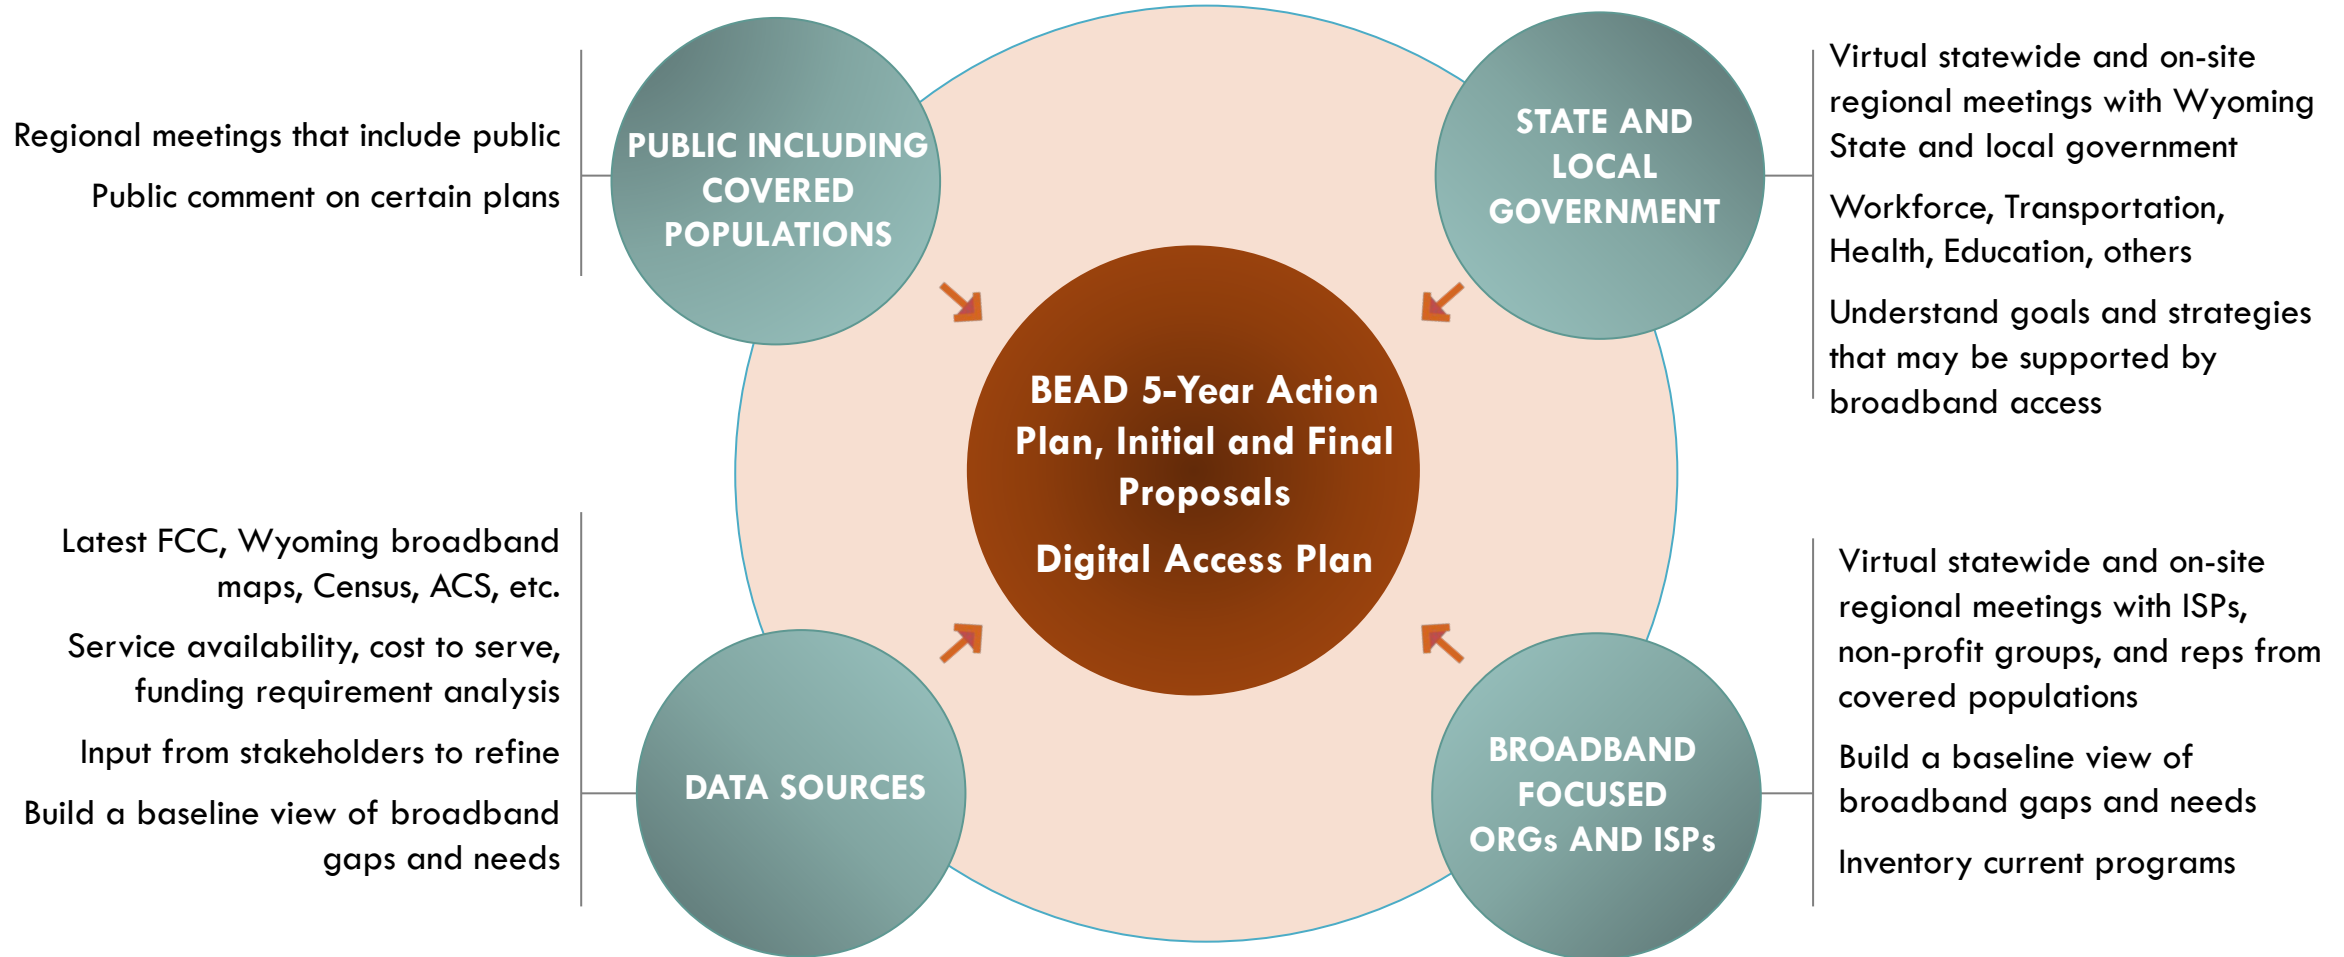 Regional meetings that include public
Public comment on certain plans
PUBLIC INCLUDING
COVERED
POPULATIONS
STATE AND
LOCAL
GOVERNMENT
Virtual statewide and on-site
regional meetings with Wyoming
State and local government
Workforce, Transportation,
Health, Education, others
Understand goals and strategies
that may be supported by
broadband access
BEAD 5-Year Action
Plan, Initial and Final
Proposals
Digital Access Plan
Latest FCC, Wyoming broadband
maps, Census, ACS, etc.
Service availability, cost to serve,
funding requirement analysis
Input from stakeholders to refine
Build a baseline view of broadband
gaps and needs
DATA SOURCES
BROADBAND
FOCUSED
ORGs AND ISPs
Virtual statewide and on-site
regional meetings with ISPs,
non-profit groups, and reps from
covered populations
Build a baseline view of
broadband gaps and needs
Inventory current programs